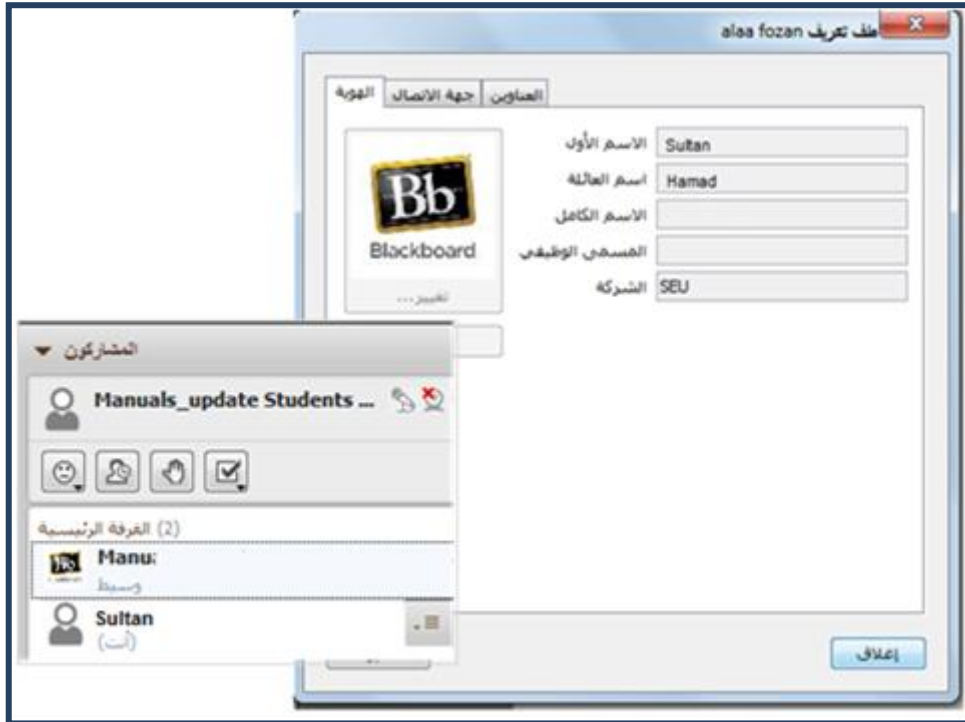 ملف تعريف alaa fozan
الهوية
جهة الاتصال
العناوين
الاسم الأول Sultan
اسم العائلة Hamad
الاسم الكامل
المسمى الوظيفي
الشركة SEU
Bb
Blackboard
تغيير...
إغلاق
المشاركون
Manuals_update Students ...
الغرفة الرئيسية (2)
Manu
وسيط
Sultan
(أنت)